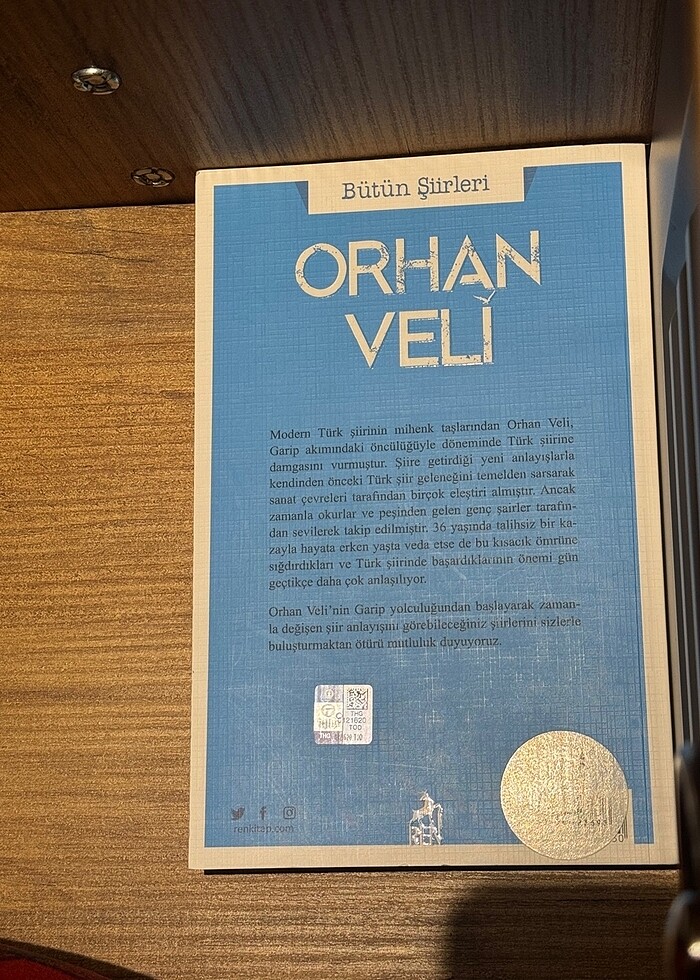 Bütün Şiirleri
ORHAN
VELİ
Modern Türk şiirinin mihenk taşlarından Orhan Veli,
Garip akımındaki öncülüğüyle döneminde Türk şiirine
damgasını vurmuştur. Şiire getirdiği yeni anlayışlarla
kendinden önceki Türk şiir geleneğini temelden sarsarak
sanat çevreleri tarafından birçok eleştiri almıştır. Ancak
zamanla okurlar ve peşinden gelen genç şairler tarafın-
dan sevilerek takip edilmiştir. 36 yaşında talihsiz bir ka-
zayla hayata erken yaşta veda etse de bu kısacık ömrüne
sığdırdıkları ve Türk şiirinde başardıklarının önemi gün
geçtikçe daha çok anlaşılıyor.
Orhan Veli'nin Garip yolculuğundan başlayarak zaman-
la değişen şiir anlayışını görebileceğiniz şiirlerini sizlerle
buluşturmaktan ötürü mutluluk duyuyoruz.
THG
TOD
THG
renkitap.com